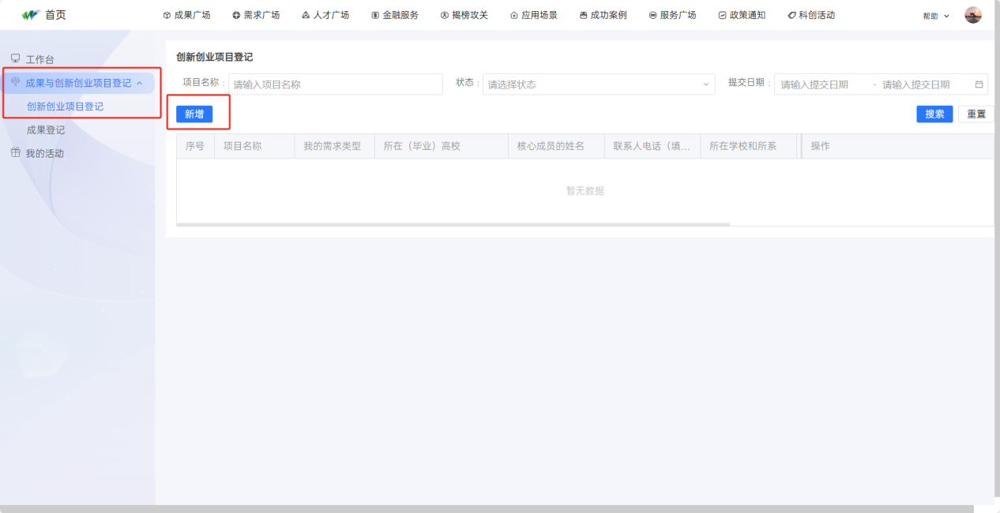 首页 成果广场 需求广场 人才广场 金融服务 揭榜攻关 应用场景 成功案例 服务广场 政策通知 科创活动 帮助
工作台
成果与创新创业项目登记
创新创业项目登记
成果登记
我的活动
创新创业项目登记
项目名称： 请输入项目名称 状态： 请选择状态 提交日期： 请输入提交日期 - 请输入提交日期
新增 搜索 重置
序号 项目名称 我的需求类型 所在（毕业）高校 核心成员的姓名 联系人电话（填... 所在学校和所系 操作
暂无数据